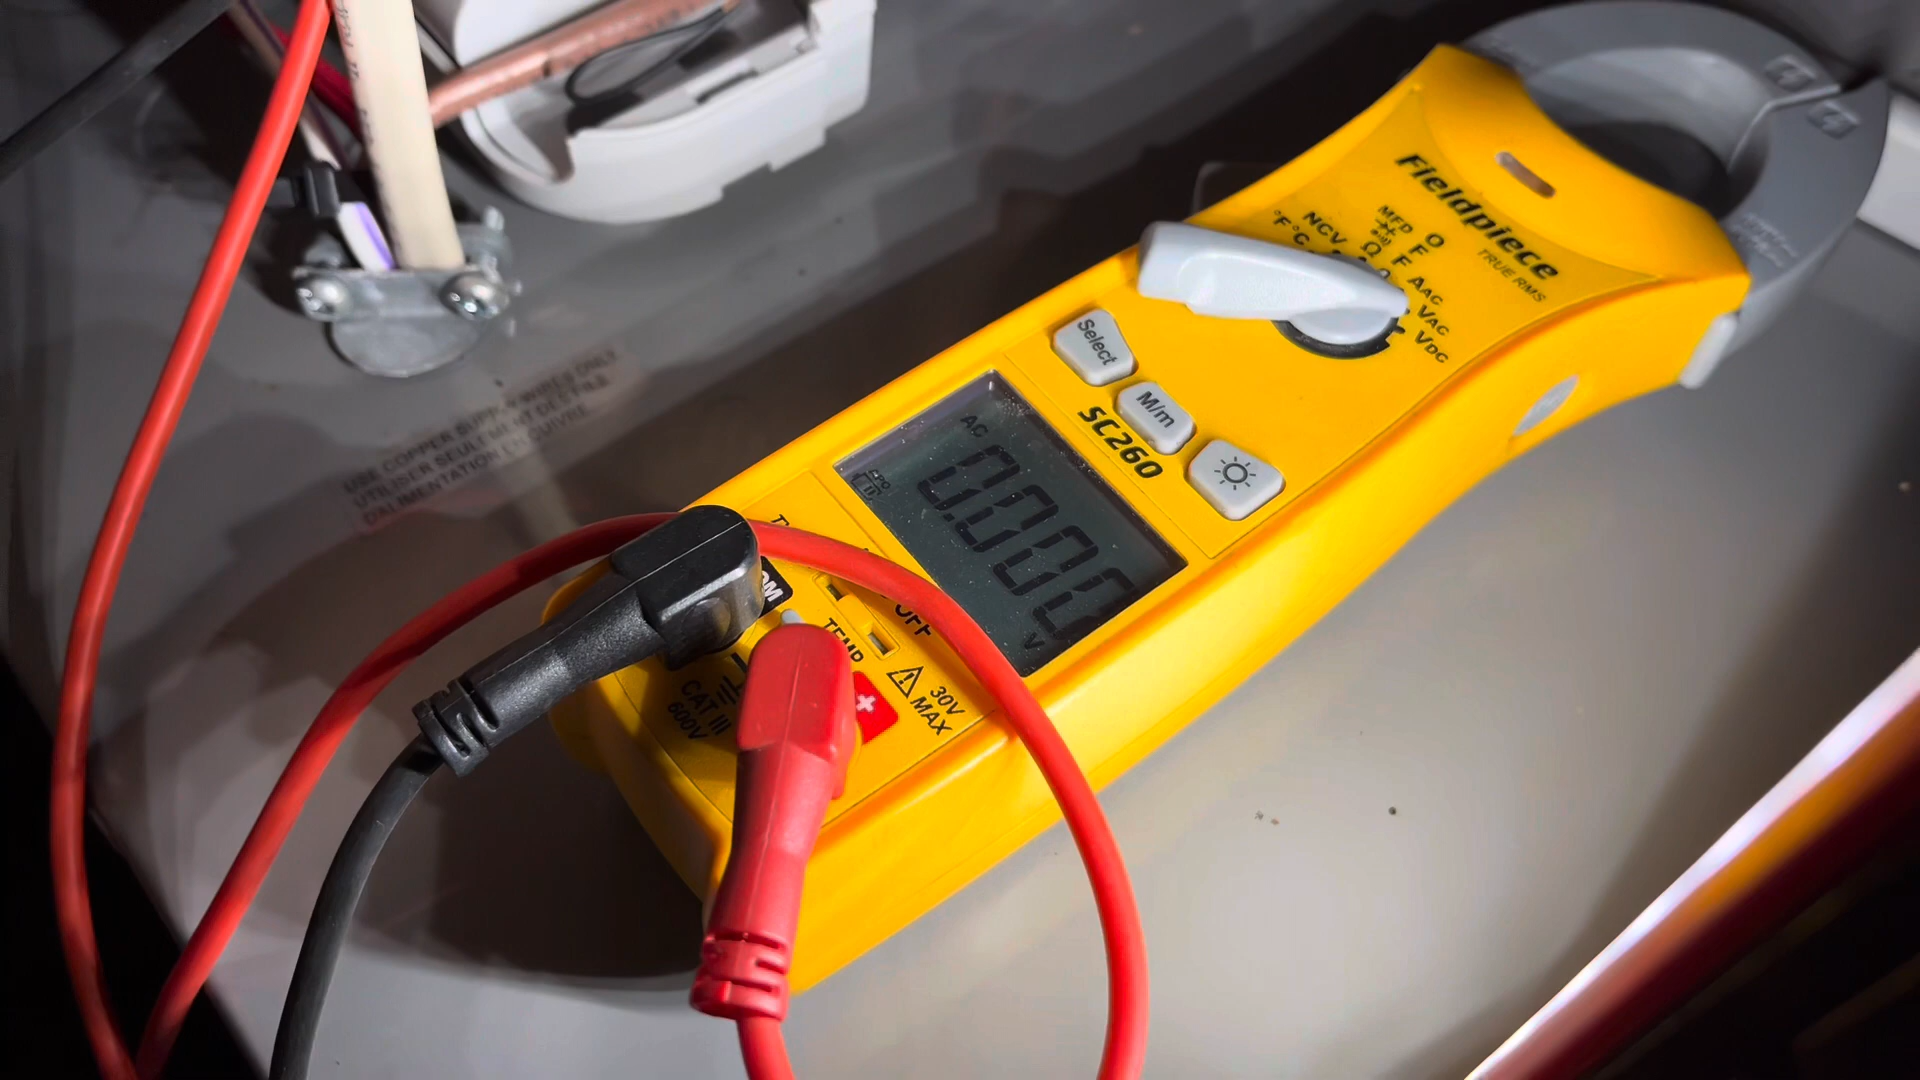 Fieldpiece
TRUE RMS
MFD
Ω
NCV
Ω
F
°F°C
F
AAC
VAC
VDC
Select
M/m
SC260
AC
APO
0.000
V
OFF
TEMP
30V
MAX
CAT III
600V
USE COPPER SUPPLY WIRES ONLY
UTILISER SEULEMENT DES FILS
D'ALIMENTATION EN CUIVRE